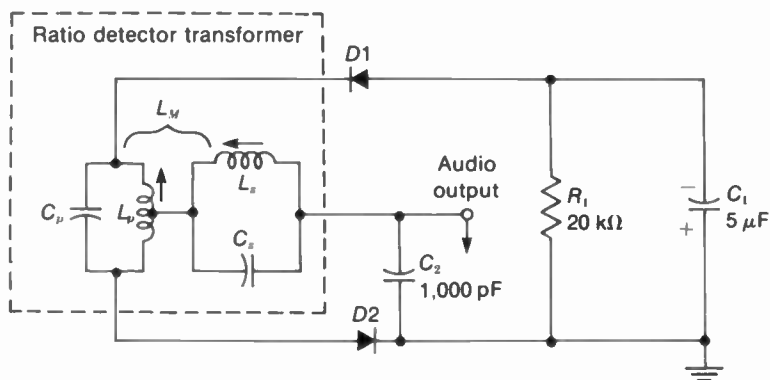 Ratio detector transformer
D1
L_M
L_s
C_p
L_p
C_s
Audio
output
C_2
1,000 pF
R_1
20 kΩ
−
+
C_1
5 μF
D2